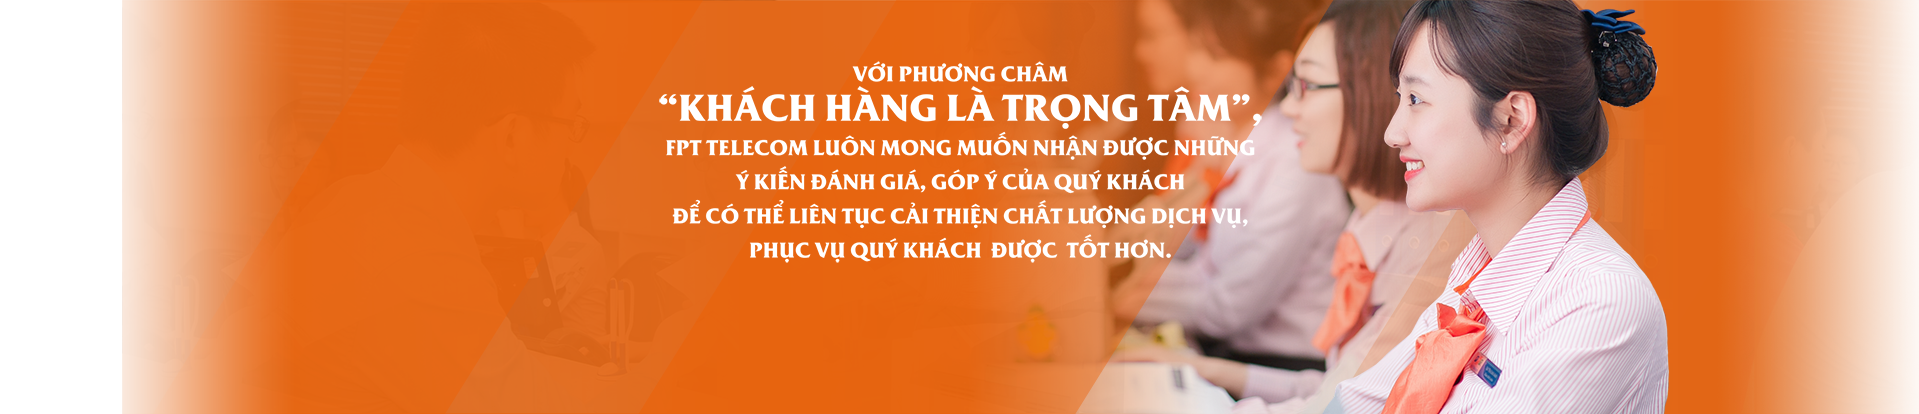 VỚI PHƯƠNG CHÂM
“KHÁCH HÀNG LÀ TRỌNG TÂM”,
FPT TELECOM LUÔN MONG MUỐN NHẬN ĐƯỢC NHỮNG
Ý KIẾN ĐÁNH GIÁ, GÓP Ý CỦA QUÝ KHÁCH
ĐỂ CÓ THỂ LIÊN TỤC CẢI THIỆN CHẤT LƯỢNG DỊCH VỤ,
PHỤC VỤ QUÝ KHÁCH ĐƯỢC TỐT HƠN.